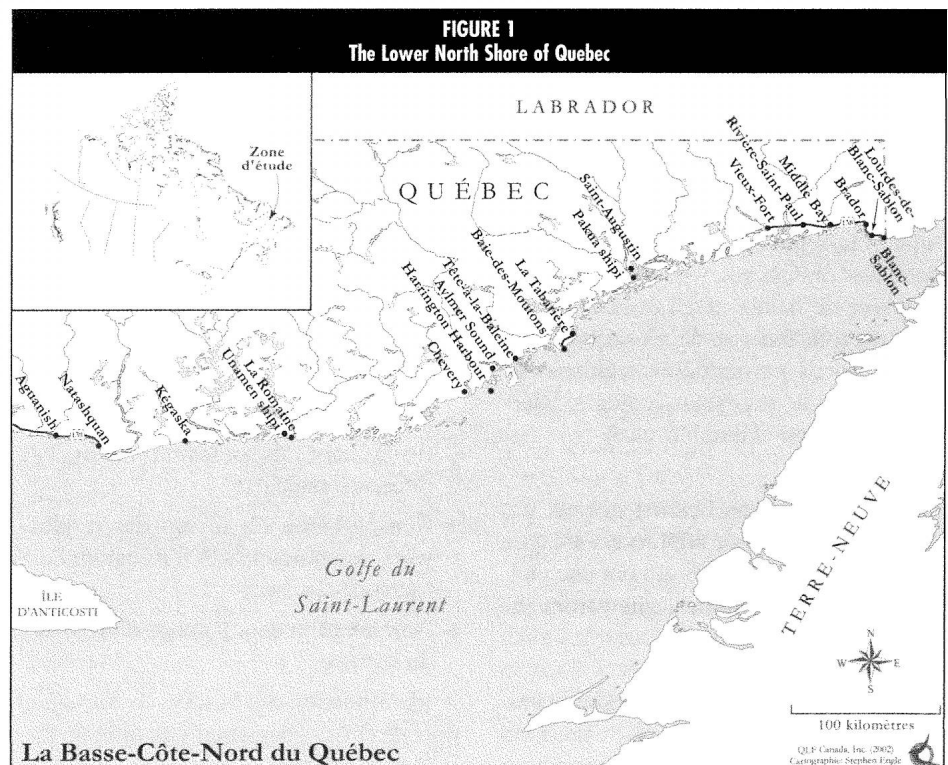 FIGURE 1
The Lower North Shore of Quebec
Zone
d'étude
LABRADOR
QUÉBEC
Aguanish
Natashquan
Kégaska
Unamen shipi
La Romaine
Chevery
Harrington Harbour
Aylmer Sound
Tête-à-la-Baleine
Baie-des-Moutons
La Tabatière
Pakua shipi
Saint-Augustin
Vieux-Fort
Rivière-Saint-Paul
Middle Bay
Brador
Lourdes-de-
Blanc-Sablon
Blanc-
Sablon
Golfe du
Saint-Laurent
ÎLE
D'ANTICOSTI
TERRE-NEUVE
N
W
E
S
100 kilomètres
La Basse-Côte-Nord du Québec
QLF Canada, Inc. (2002)
Cartographie: Stephen Engle